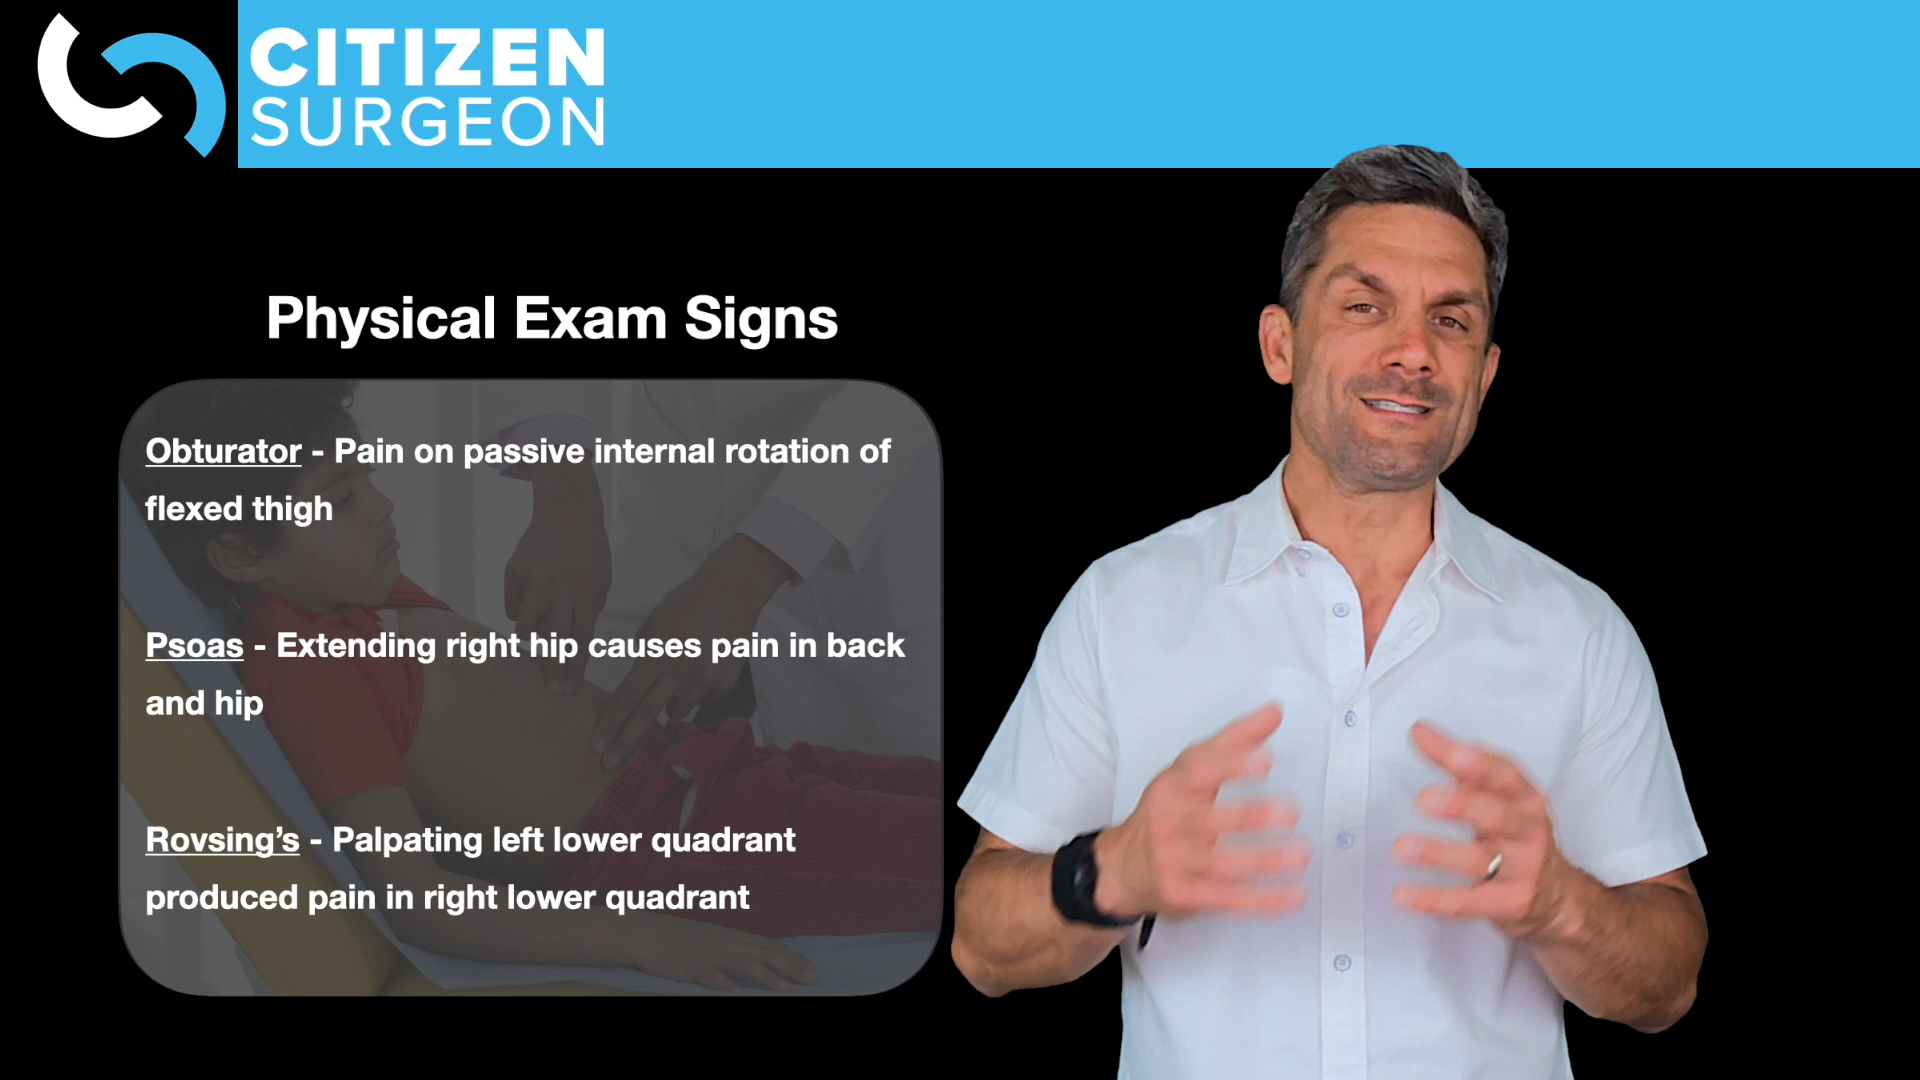 CITIZEN
SURGEON
Physical Exam Signs
Obturator - Pain on passive internal rotation of
flexed thigh
Psoas - Extending right hip causes pain in back
and hip
Rovsing’s - Palpating left lower quadrant
produced pain in right lower quadrant